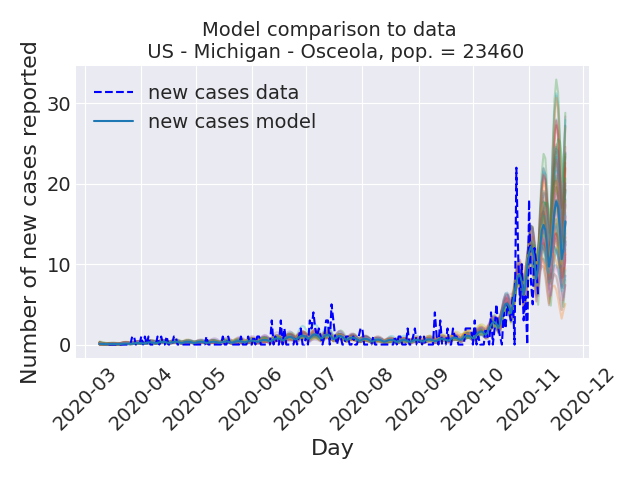 Model comparison to data
US - Michigan - Osceola, pop. = 23460
Number of new cases reported
30
20
10
0
new cases data
new cases model
2020-03
2020-04
2020-05
2020-06
2020-07
2020-08
2020-09
2020-10
2020-11
2020-12
Day